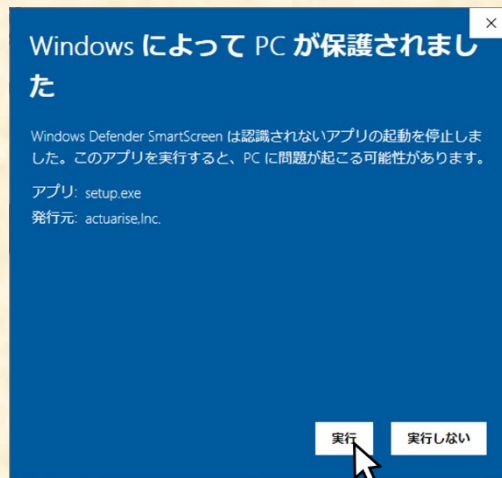 Windows によって PC が保護されまし
た
Windows Defender SmartScreen は認識されないアプリの起動を停止しま
した。このアプリを実行すると、PC に問題が起こる可能性があります。
アプリ: setup.exe
発行元: actuarise,Inc.
実行 実行しない